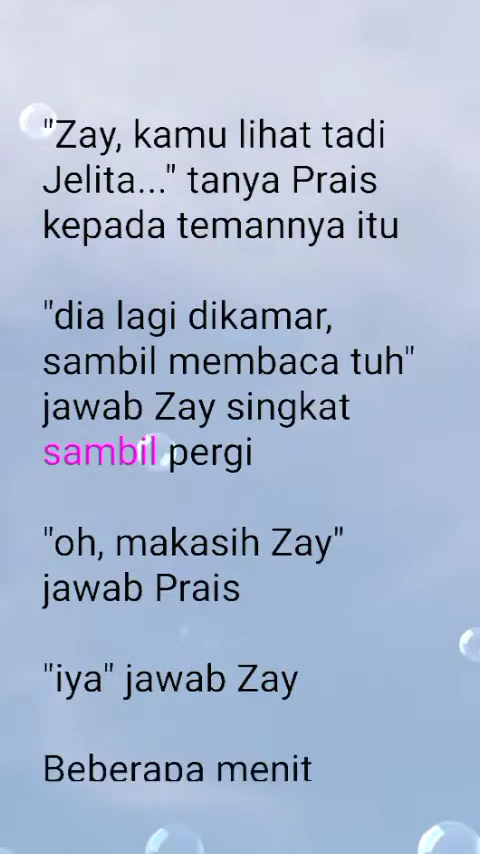 "Zay, kamu lihat tadi
Jelita..." tanya Prais
kepada temannya itu
"dia lagi dikamar,
sambil membaca tuh"
jawab Zay singkat
sambil pergi
"oh, makasih Zay"
jawab Prais
"iya" jawab Zay
Beberapa menit